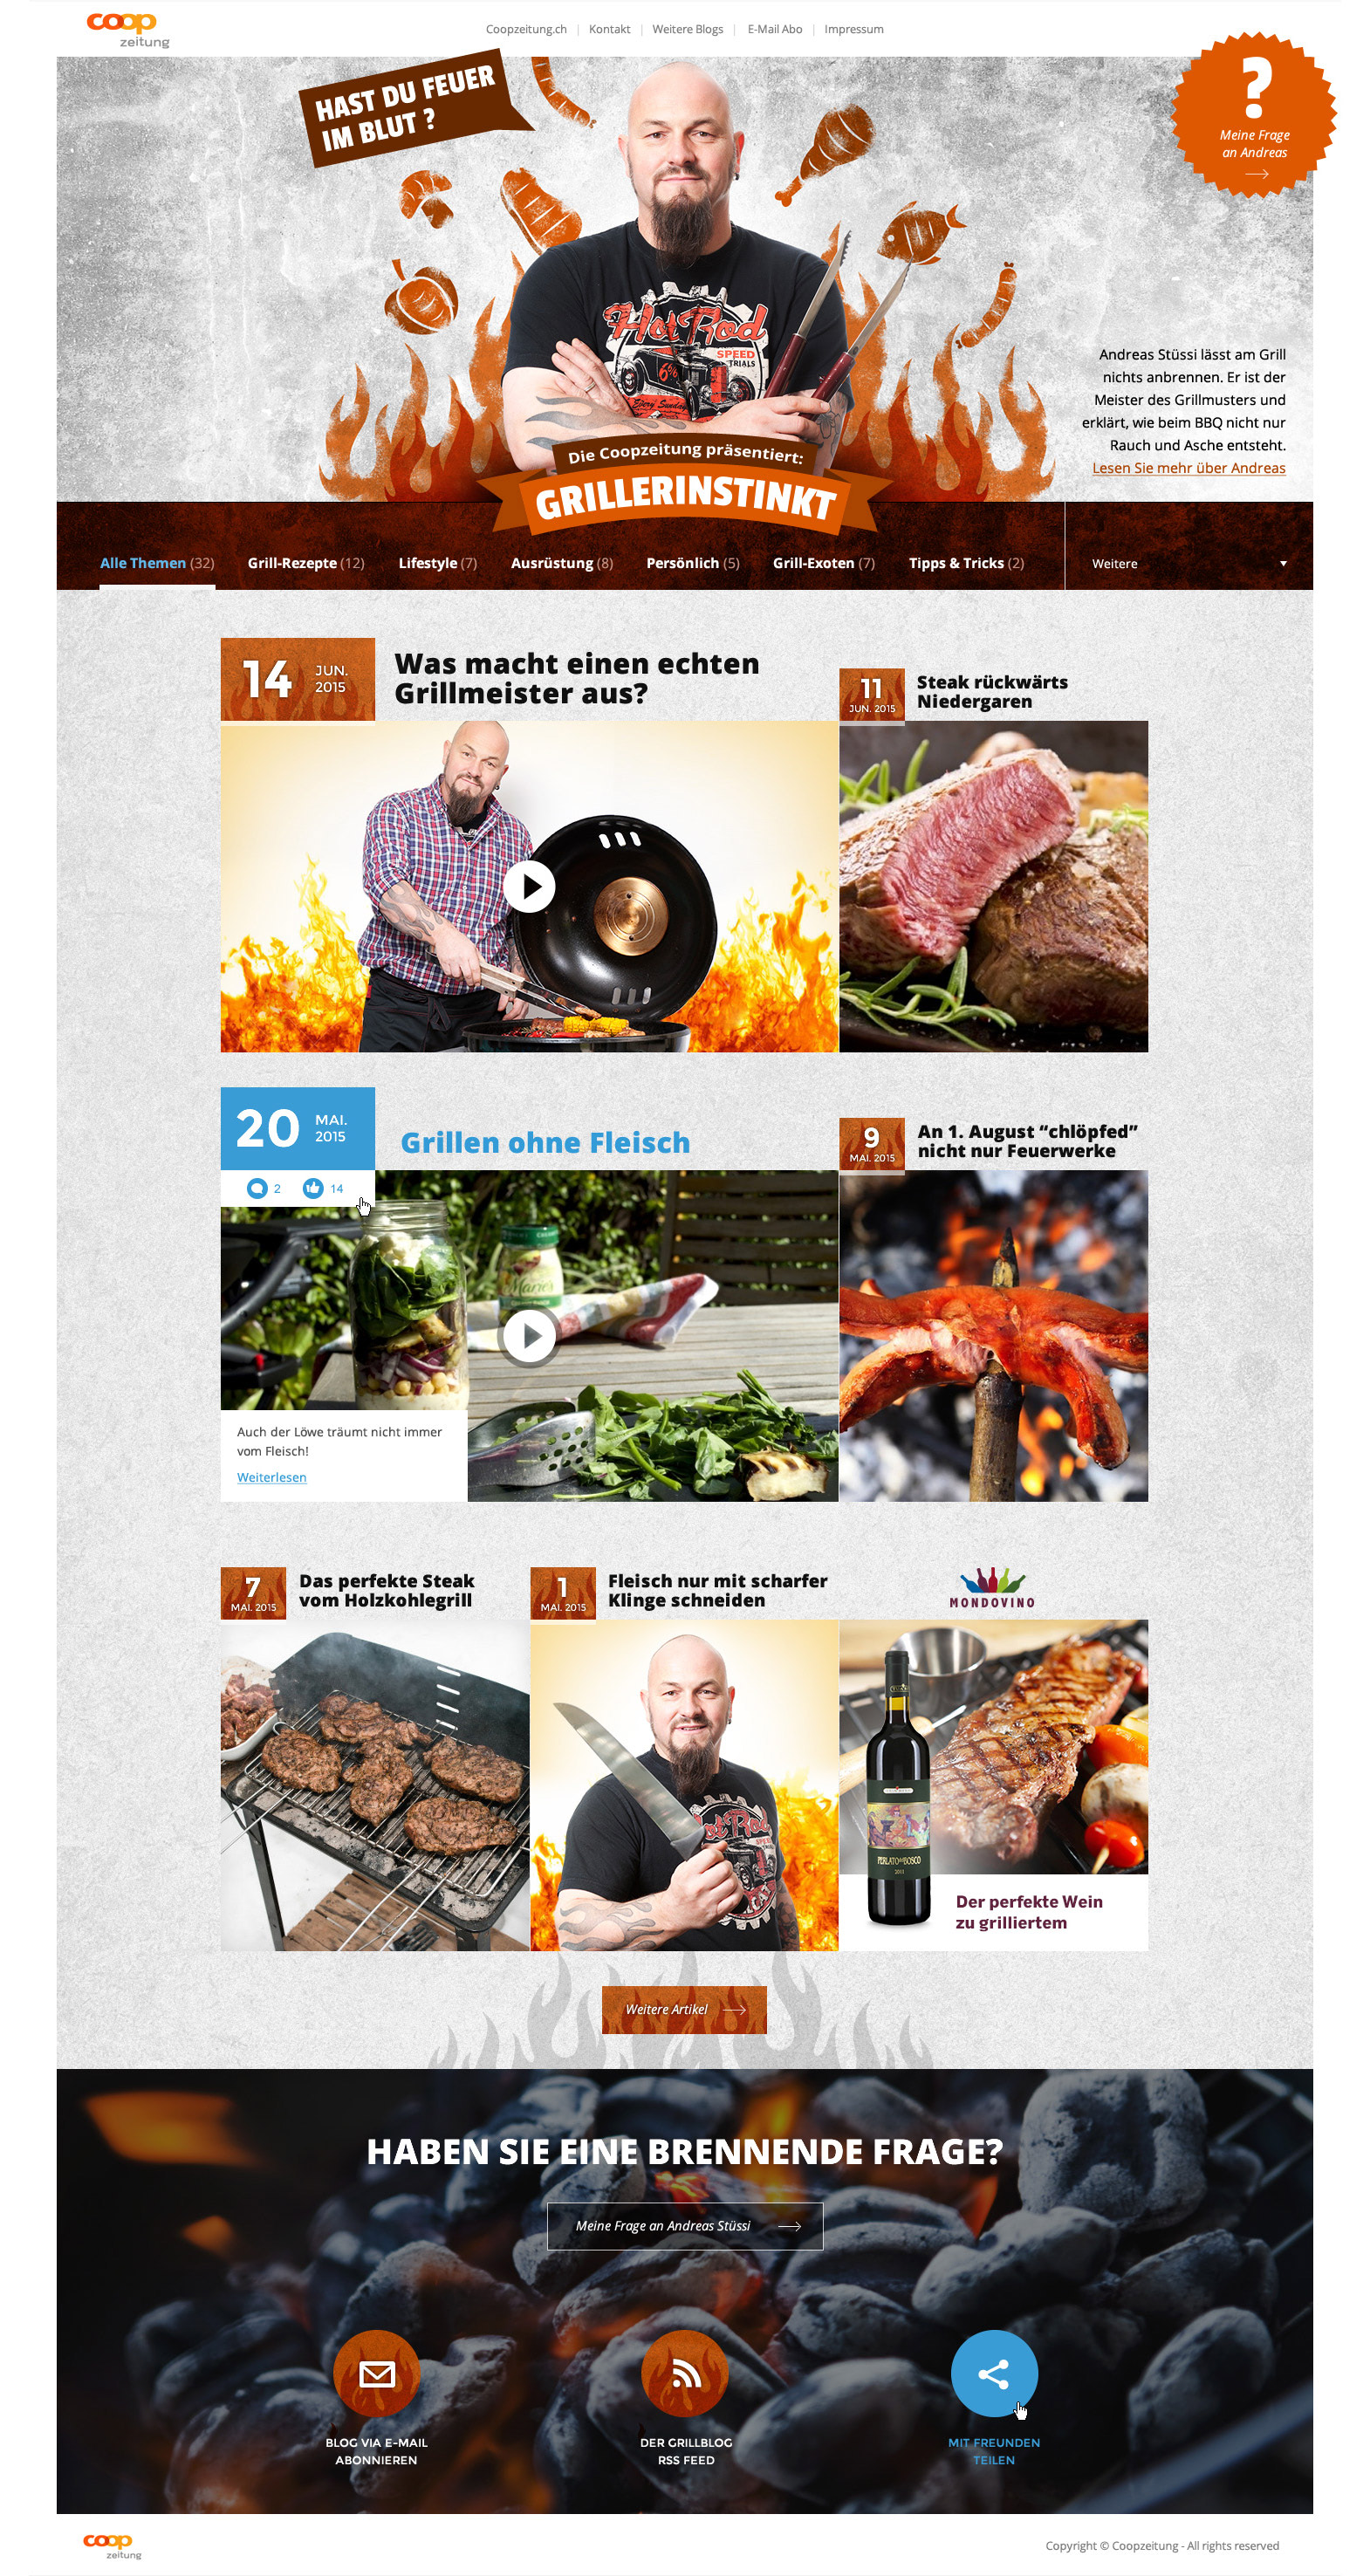 coop
zeitung
Coopzeitung.ch | Kontakt | Weitere Blogs | E-Mail Abo | Impressum
HAST DU FEUER
IM BLUT ?
?
Meine Frage
an Andreas
Hot Rod
SPEED
TRIALS
Andreas Stüssi lässt am Grill
nichts anbrennen. Er ist der
Meister des Grillmusters und
erklärt, wie beim BBQ nicht nur
Rauch und Asche entsteht.
Lesen Sie mehr über Andreas
Die Coopzeitung präsentiert:
GRILLERINSTINKT
Alle Themen (32) Grill-Rezepte (12) Lifestyle (7) Ausrüstung (8) Persönlich (5) Grill-Exoten (7) Tipps & Tricks (2) Weitere
14 JUN. 2015
Was macht einen echten
Grillmeister aus?
11
JUN. 2015
Steak rückwärts
Niedergaren
20 MAI. 2015
Grillen ohne Fleisch
2 14
9
MAI. 2015
An 1. August “chlöpfed”
nicht nur Feuerwerke
Auch der Löwe träumt nicht immer
vom Fleisch!
Weiterlesen
7
MAI. 2015
Das perfekte Steak
vom Holzkohlegrill
1
MAI. 2015
Fleisch nur mit scharfer
Klinge schneiden
MONDOVINO
PERLATO del BOSCO
Der perfekte Wein
zu grilliertem
Weitere Artikel
HABEN SIE EINE BRENNENDE FRAGE?
Meine Frage an Andreas Stüssi
BLOG VIA E-MAIL
ABONNIEREN
DER GRILLBLOG
RSS FEED
MIT FREUNDEN
TEILEN
coop
zeitung
Copyright © Coopzeitung - All rights reserved